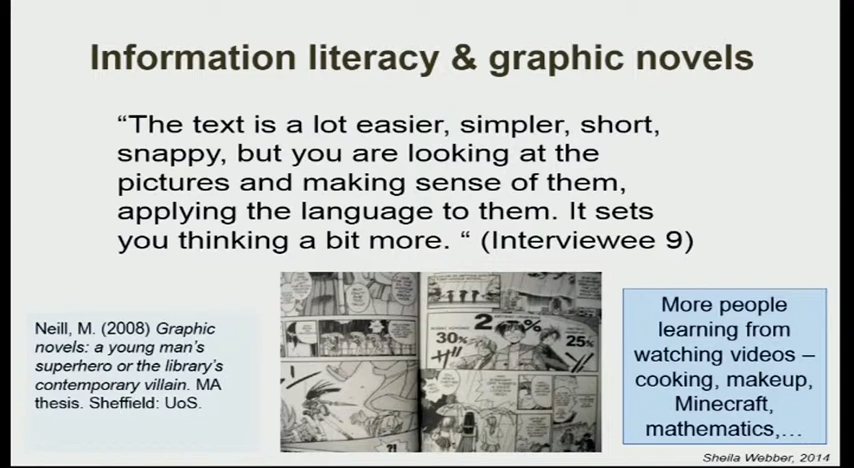 Information literacy & graphic novels
“The text is a lot easier, simpler, short,
snappy, but you are looking at the
pictures and making sense of them,
applying the language to them. It sets
you thinking a bit more. “ (Interviewee 9)
Neill, M. (2008) Graphic
novels: a young man's
superhero or the library's
contemporary villain. MA
thesis. Sheffield: UoS.
30%
2
%
25%
?!
More people
learning from
watching videos –
cooking, makeup,
Minecraft,
mathematics,...
Sheila Webber, 2014